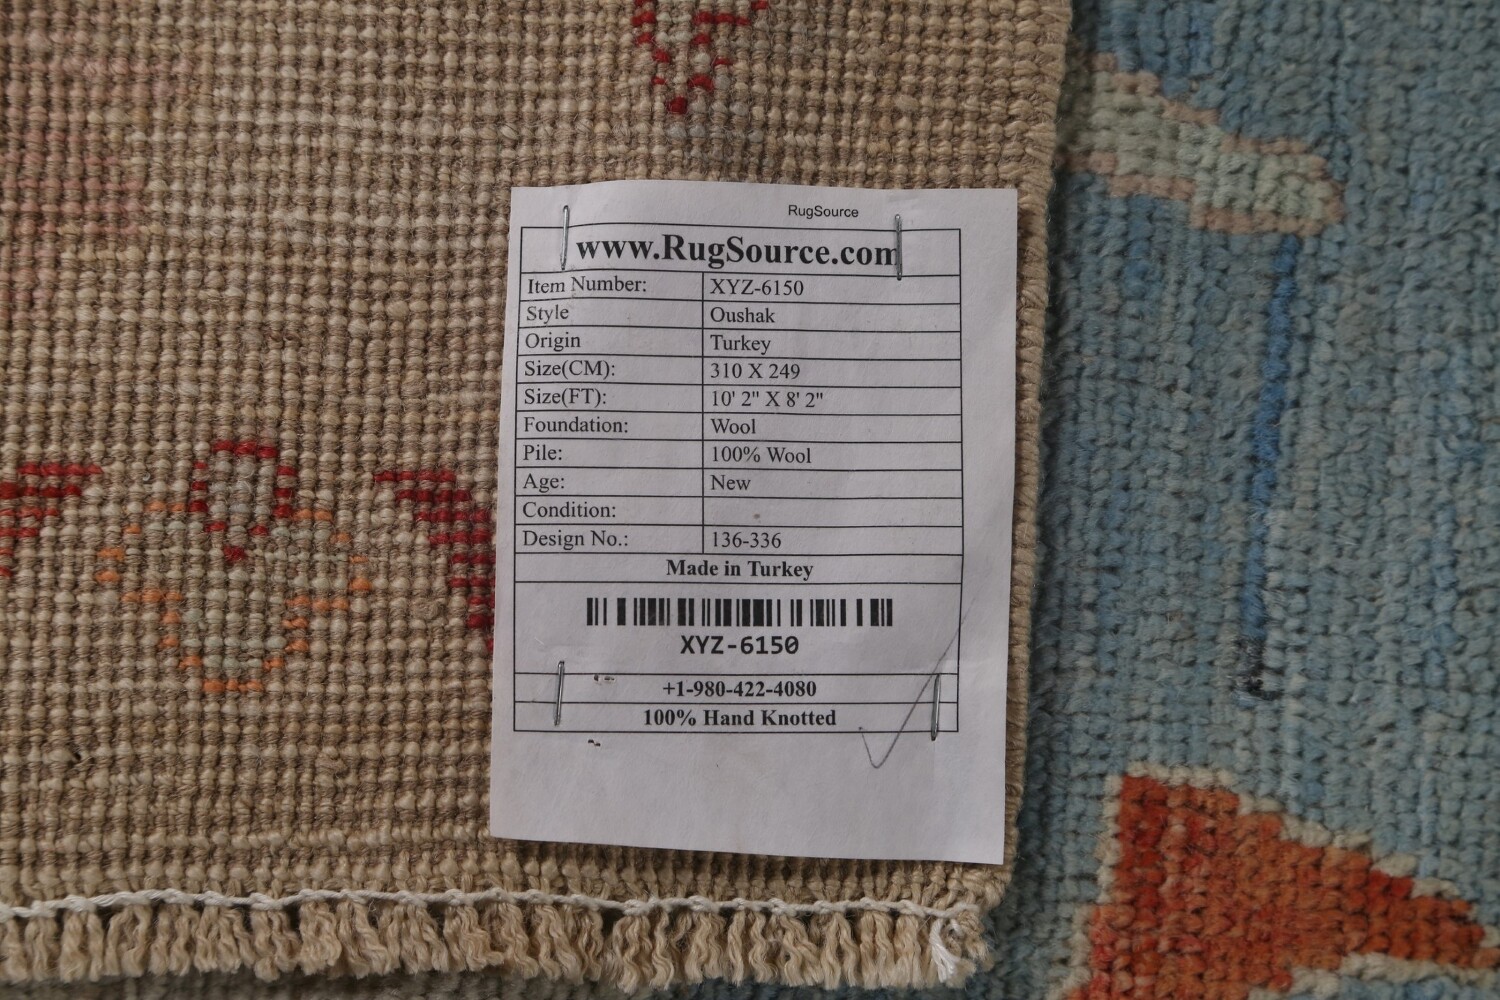 RugSource
www.RugSource.com
Item Number: XYZ-6150
Style Oushak
Origin Turkey
Size(CM): 310 X 249
Size(FT): 10' 2" X 8' 2"
Foundation: Wool
Pile: 100% Wool
Age: New
Condition:
Design No.: 136-336
Made in Turkey
XYZ-6150
+1-980-422-4080
100% Hand Knotted